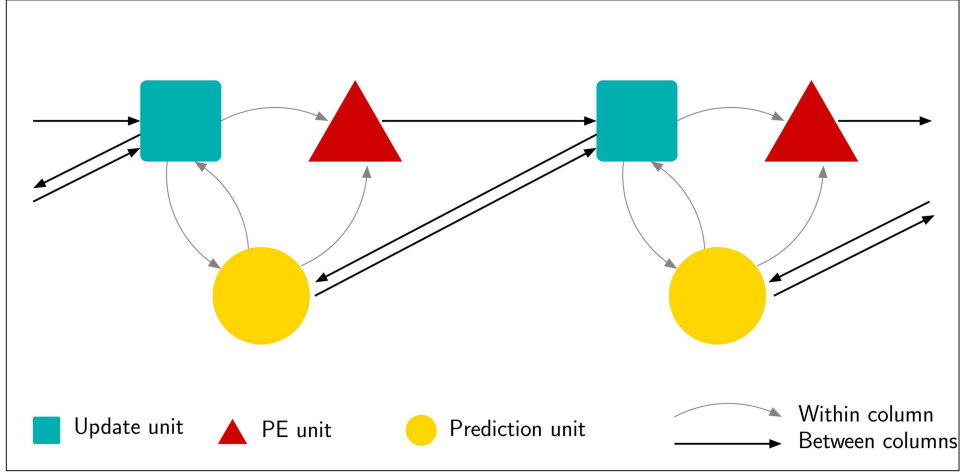 Update unit
PE unit
Prediction unit
Within column
Between columns